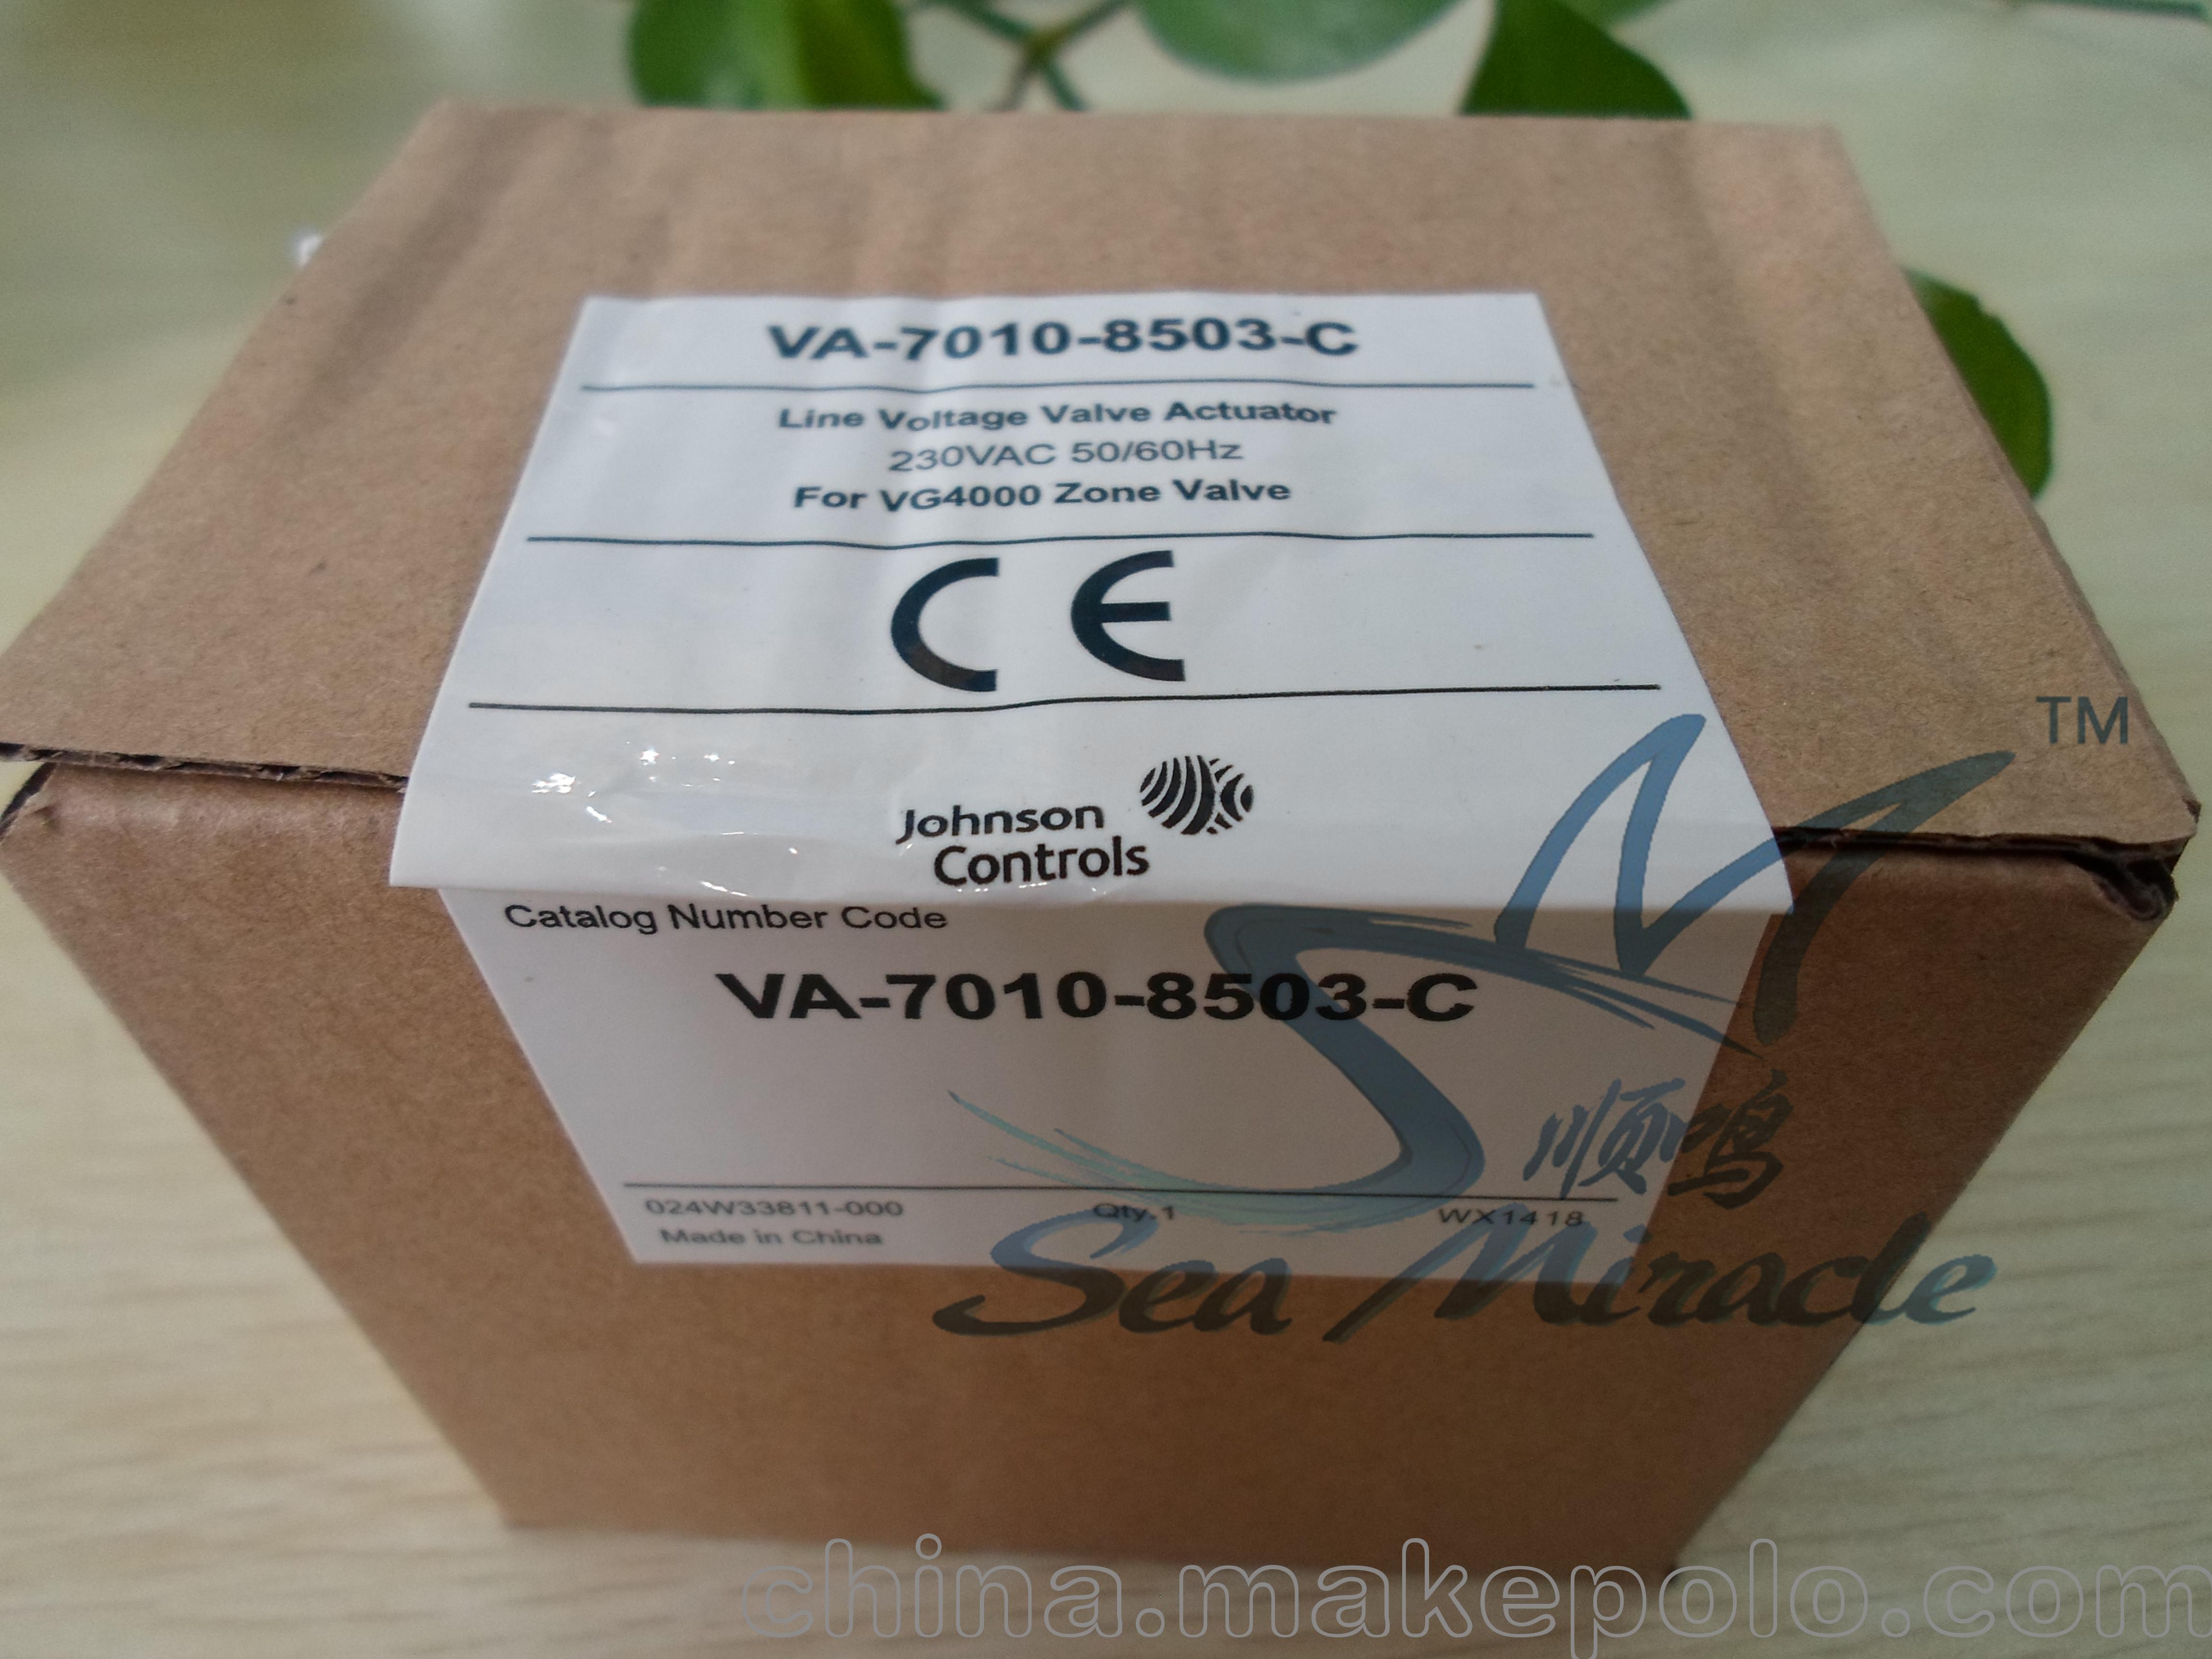 VA-7010-8503-C
Line Voltage Valve Actuator
230VAC 50/60Hz
For VG4000 Zone Valve
CE
Johnson
Controls
TM
Catalog Number Code
VA-7010-8503-C
顺鸣
024W33811-000 Qty.1 WX1418
Made in China
Sea Miracle
china.makepolo.com